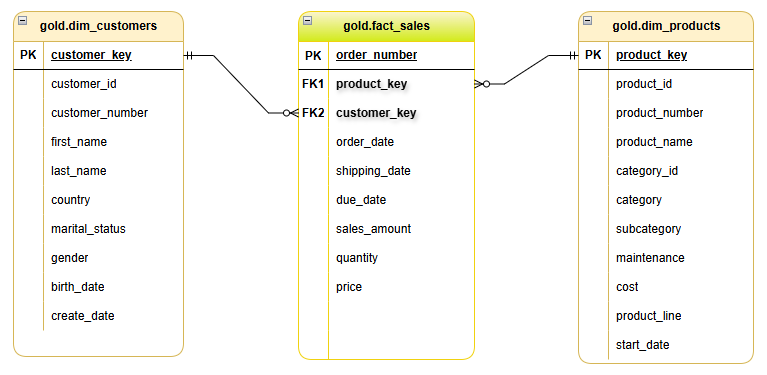 gold.dim_customers
PK customer_key
customer_id
customer_number
first_name
last_name
country
marital_status
gender
birth_date
create_date
gold.fact_sales
PK order_number
FK1 product_key
FK2 customer_key
order_date
shipping_date
due_date
sales_amount
quantity
price
gold.dim_products
PK product_key
product_id
product_number
product_name
category_id
category
subcategory
maintenance
cost
product_line
start_date